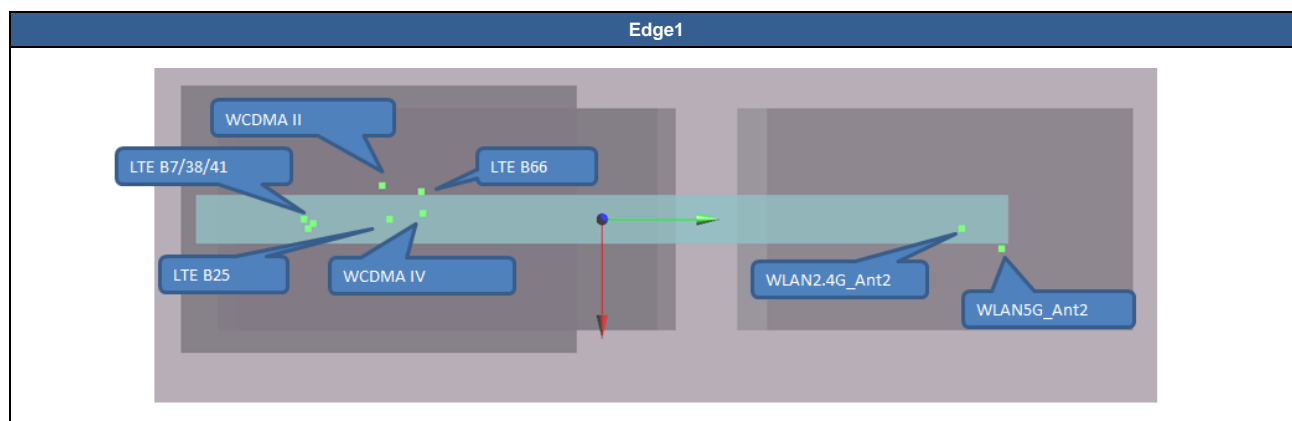 Edge1
WCDMA II
LTE B7/38/41
LTE B66
LTE B25
WCDMA IV
WLAN2.4G_Ant2
WLAN5G_Ant2